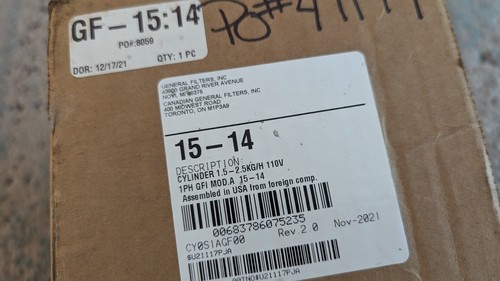 GF-15:14
PO#:8059
DOR: 12/17/21 QTY: 1 PC
PO#
GENERAL FILTERS, INC
43800 GRAND RIVER AVENUE
NOVI, MI
CANADIAN GENERAL FILTERS, INC
400 MIDWEST ROAD
TORONTO, ON M1P3A9
15-14
DESCRIPTION:
CYLINDER 1.5-2.5KG/H 110V
1PH GFI MOD.A 15-14
Assembled in USA from foreign comp.
00683786075235
CY0S1AGF00 Rev.2 0 Nov-2021
$U21117PJA